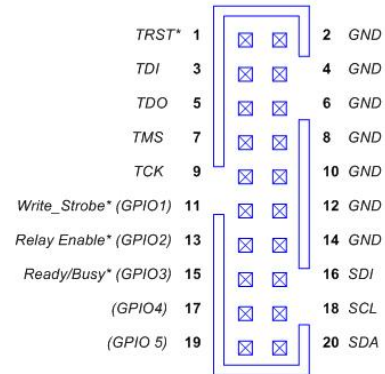 TRST* 1 2 GND
TDI 3 4 GND
TDO 5 6 GND
TMS 7 8 GND
TCK 9 10 GND
Write_Strobe* (GPIO1) 11 12 GND
Relay Enable* (GPIO2) 13 14 GND
Ready/Busy* (GPIO3) 15 16 SDI
(GPIO4) 17 18 SCL
(GPIO 5) 19 20 SDA